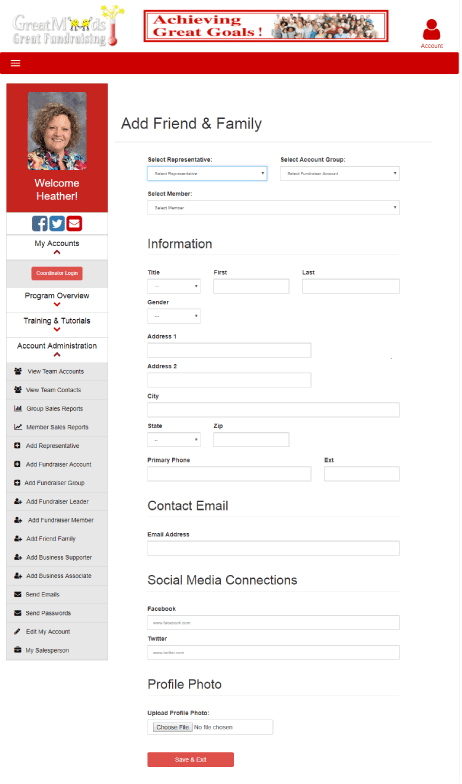 GreatMinds
Great Fundraising
Achieving
Great Goals!
Account
Welcome
Heather!
My Accounts
Coordinator Login
Program Overview
Training & Tutorials
Account Administration
View Team Accounts
View Team Contacts
Group Sales Reports
Member Sales Reports
Add Representative
Add Fundraiser Account
Add Fundraiser Group
Add Fundraiser Leader
Add Fundraiser Member
Add Friend Family
Add Business Supporter
Add Business Associate
Send Emails
Send Passwords
Edit My Account
My Salesperson
Add Friend & Family
Select Representative:
Select Account Group:
Select Representative
Select Fundraiser Account
Select Member:
Select Member
Information
Title
First
Last
--
Gender
--
Address 1
Address 2
City
State
Zip
--
Primary Phone
Ext
Contact Email
Email Address
Social Media Connections
Facebook
www.facebook.com
Twitter
www.twitter.com
Profile Photo
Upload Profile Photo:
Choose File No file chosen
Save & Exit